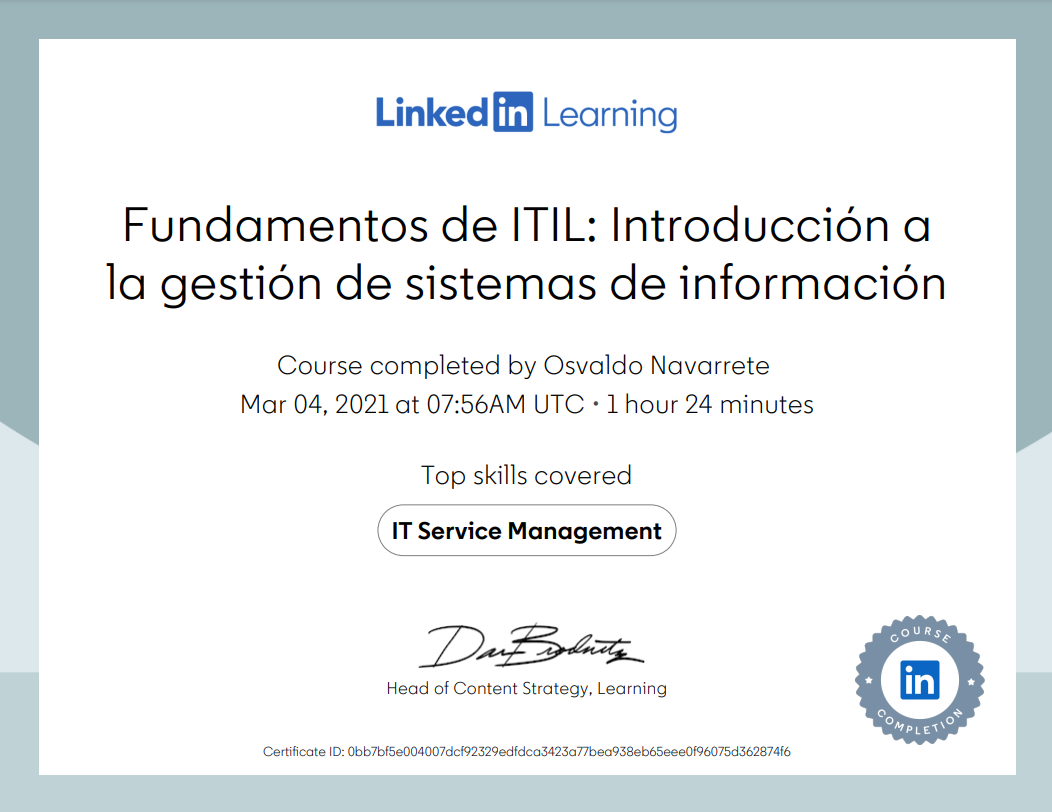 Linkedin Learning
Fundamentos de ITIL: Introducción a
la gestión de sistemas de información
Course completed by Osvaldo Navarrete
Mar 04, 2021 at 07:56AM UTC • 1 hour 24 minutes
Top skills covered
IT Service Management
Head of Content Strategy, Learning
COURSE
in
COMPLETION
Certificate ID: 0bb7bf5e004007dcf92329edfdca3423a77bea938eb65eee0f96075d362874f6